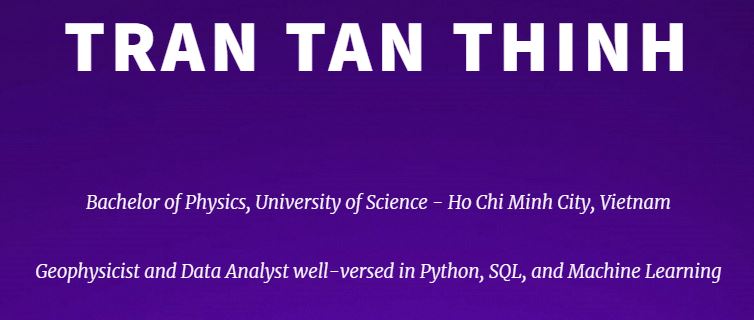 TRAN TAN THINH
Bachelor of Physics, University of Science - Ho Chi Minh City, Vietnam
Geophysicist and Data Analyst well-versed in Python, SQL, and Machine Learning